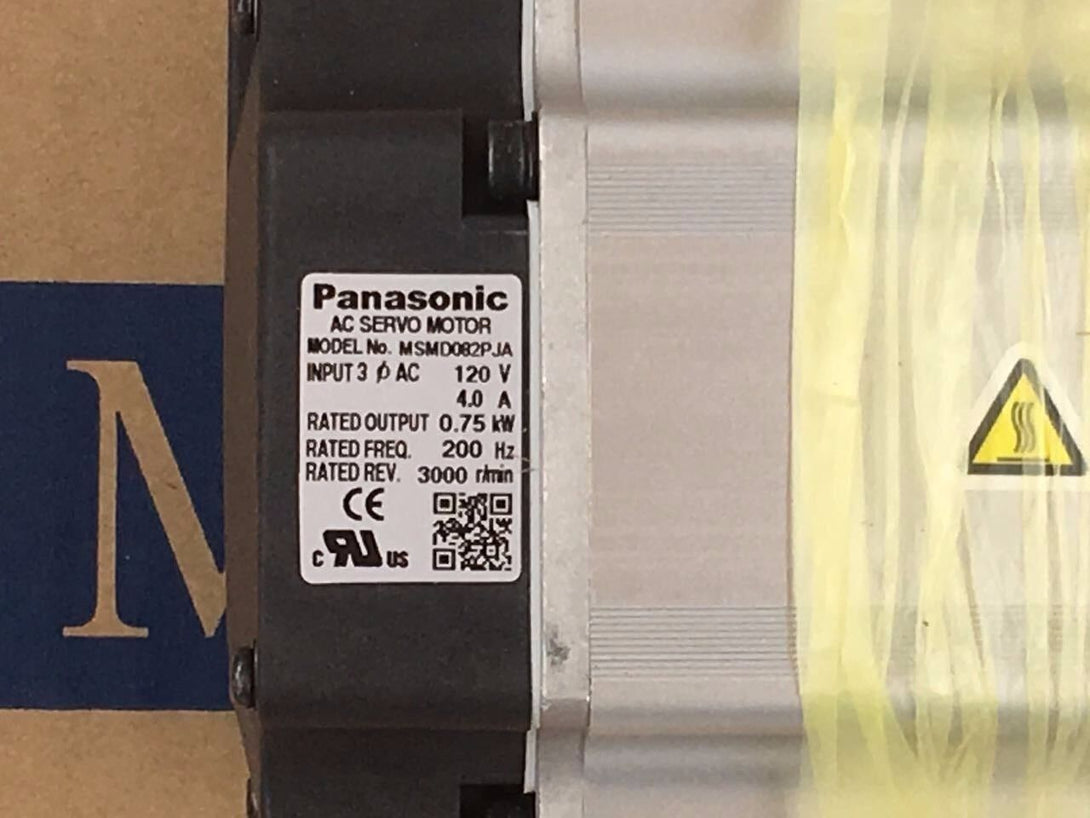 Panasonic
AC SERVO MOTOR
MODEL No. MSMD082PJA
INPUT 3 ϕ AC 120 V
4.0 A
RATED OUTPUT 0.75 kW
RATED FREQ. 200 Hz
RATED REV. 3000 r/min
CE
C RU US
M